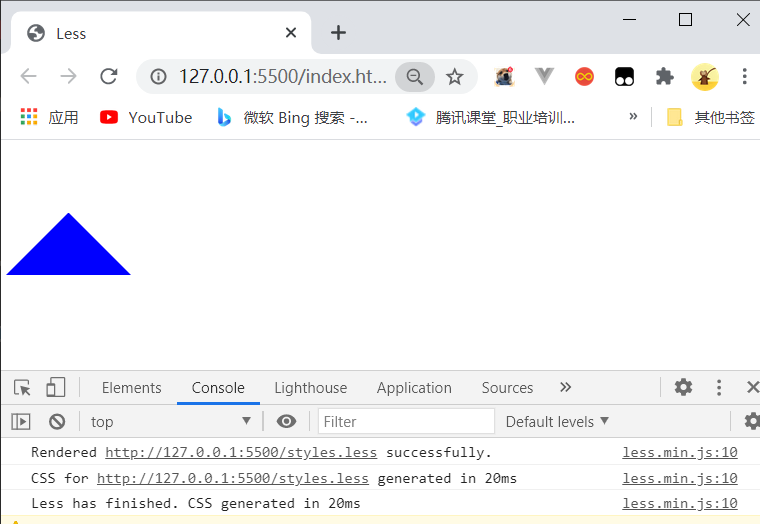 Less
127.0.0.1:5500/index.ht...
应用 YouTube 微软 Bing 搜索 -... 腾讯课堂_职业培训... » 其他书签
Elements Console Lighthouse Application Sources »
top Filter Default levels
Rendered http://127.0.0.1:5500/styles.less successfully. less.min.js:10
CSS for http://127.0.0.1:5500/styles.less generated in 20ms less.min.js:10
Less has finished. CSS generated in 20ms less.min.js:10